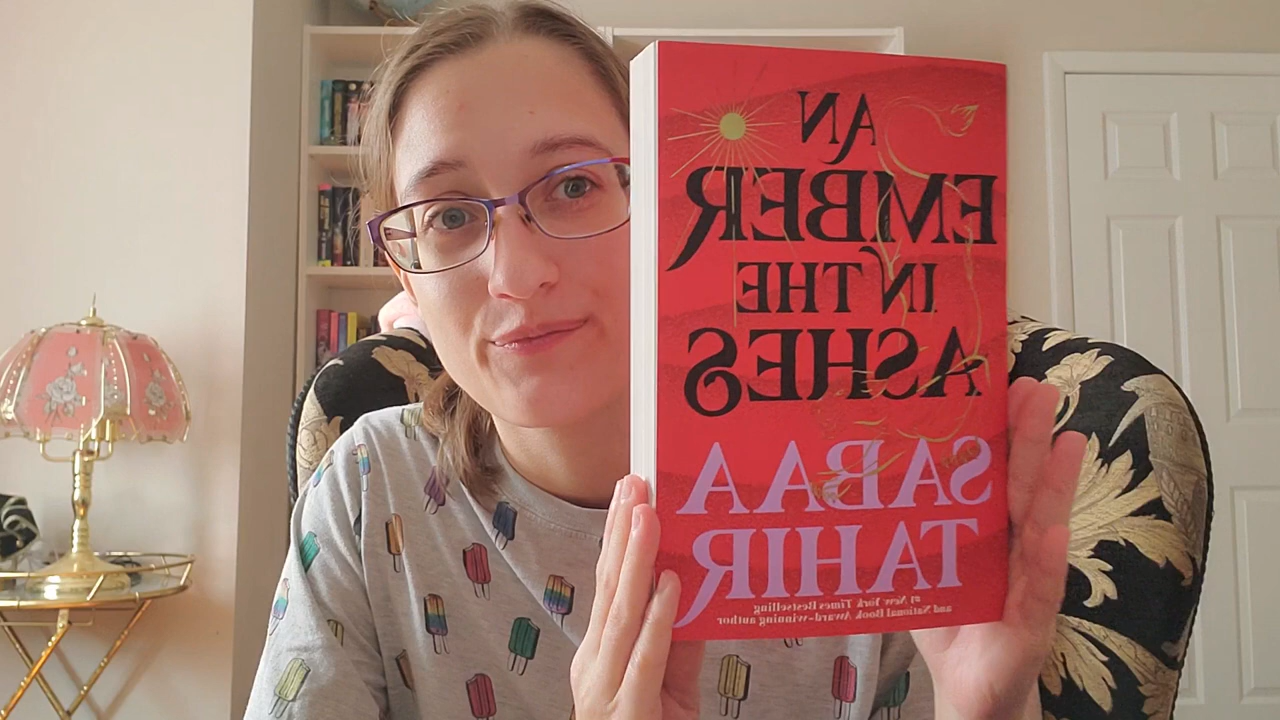 AN
EMBER
IN THE
ASHES
SABAA
TAHIR
#1 New York Times Bestselling
and National Book Award-winning author